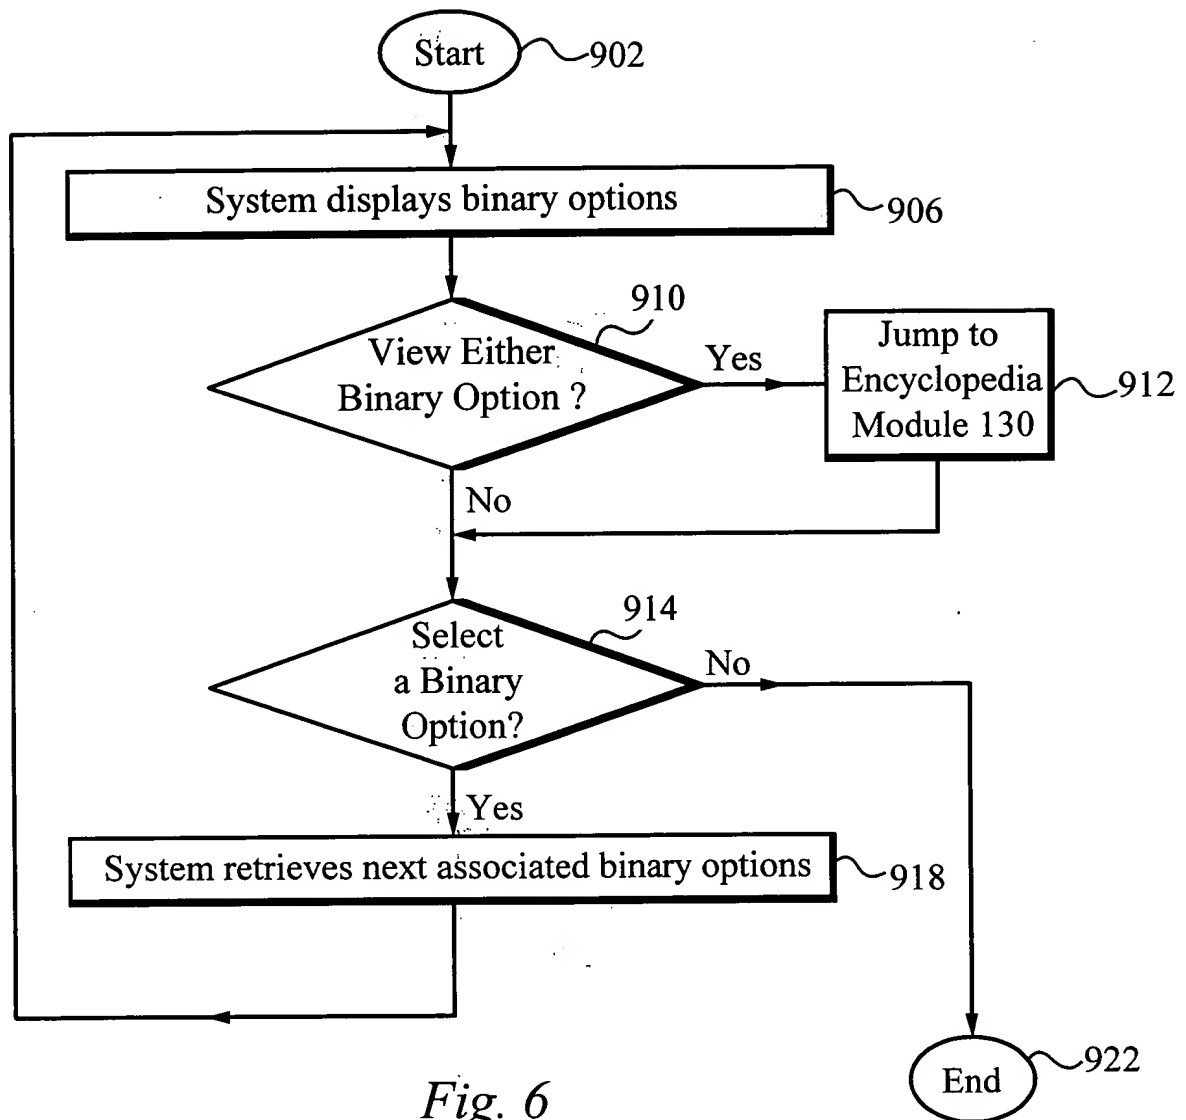 Start
902
System displays binary options
906
910
View Either
Binary Option ?
Yes
Jump to
Encyclopedia
Module 130
912
No
914
Select
a Binary
Option?
No
Yes
System retrieves next associated binary options
918
End
922
Fig. 6